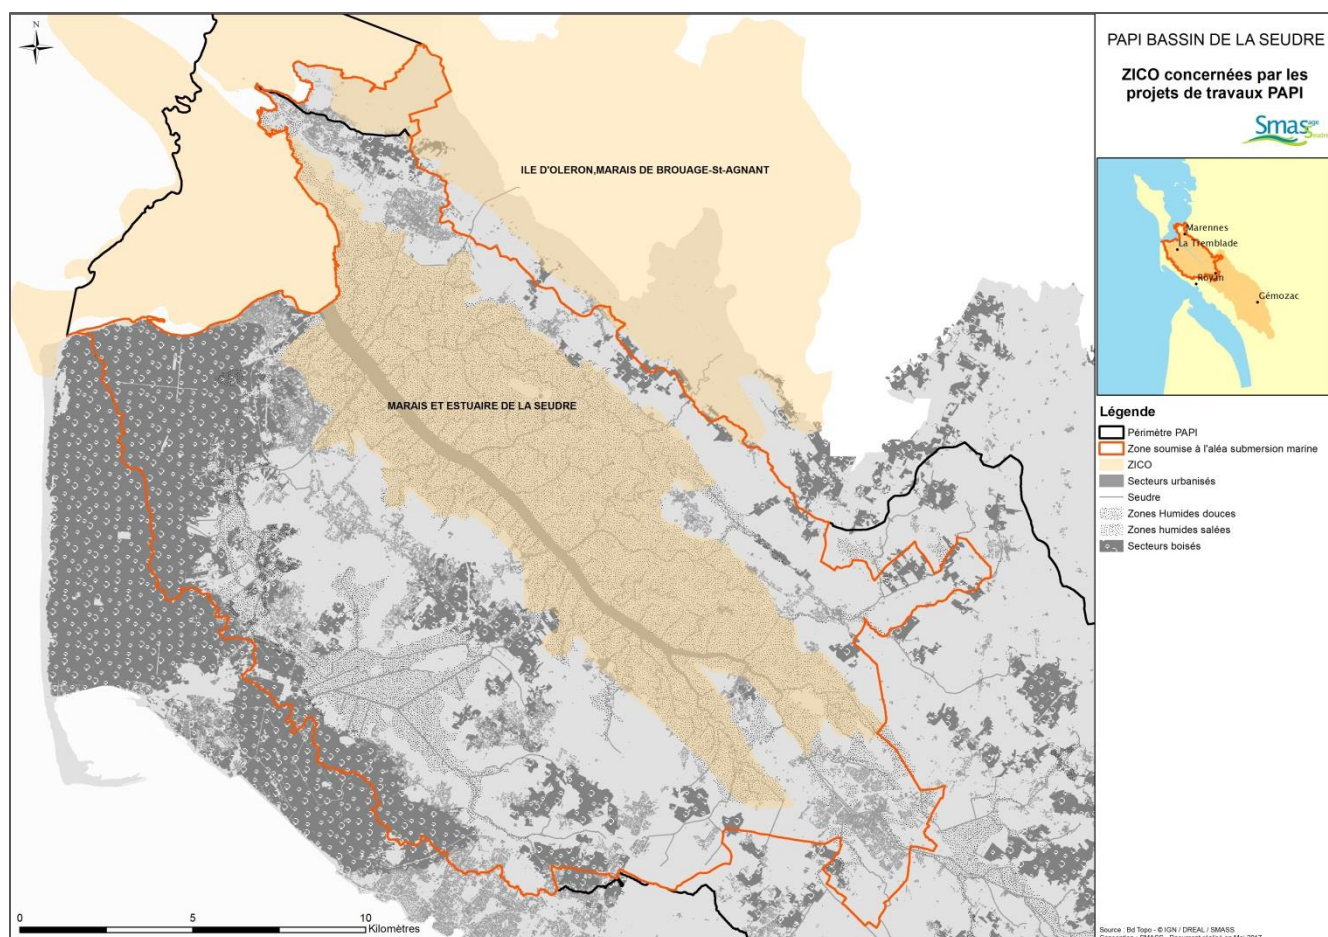 N
ILE D'OLERON,MARAIS DE BROUAGE-St-AGNANT
MARAIS ET ESTUAIRE DE LA SEUDRE
0 5 10
Kilomètres
PAPI BASSIN DE LA SEUDRE
ZICO concernées par les
projets de travaux PAPI
Smas
Marennes
La Tremblade
Royan
Gémozac
Légende
Périmètre PAPI
Zone soumise à l'aléa submersion marine
ZICO
Secteurs urbanisés
Seudre
Zones Humides douces
Zones humides salées
Secteurs boisés
Source : Bd Topo - © IGN / DREAL / SMASS